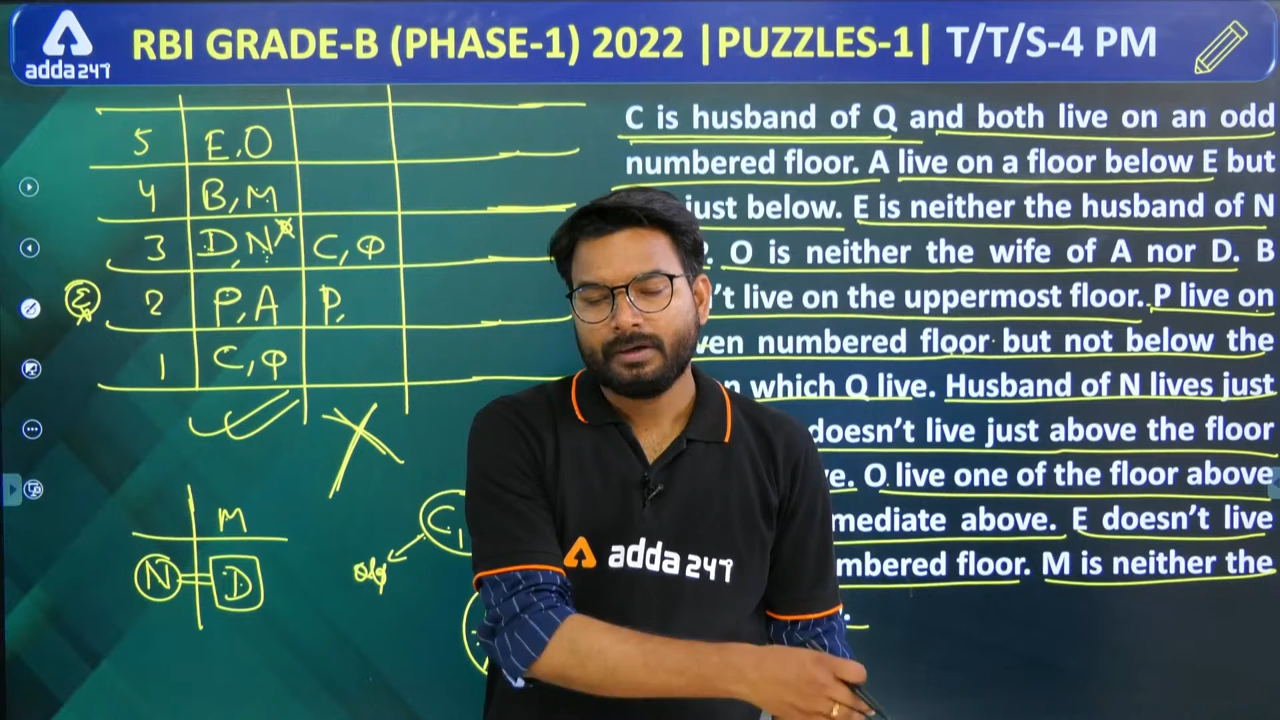 adda247
RBI GRADE-B (PHASE-1) 2022 |PUZZLES-1| T/T/S-4 PM
5 E,O
4 B,M
3 D,N C,Q
2 P,A P,
1 C,Q
M
N D
C,
C is husband of Q and both live on an odd
numbered floor. A live on a floor below E but
just below. E is neither the husband of N
. O is neither the wife of A nor D. B
't live on the uppermost floor. P live on
ven numbered floor but not below the
n which Q live. Husband of N lives just
doesn't live just above the floor
ve. O live one of the floor above
mediate above. E doesn't live
mbered floor. M is neither the
.
adda247